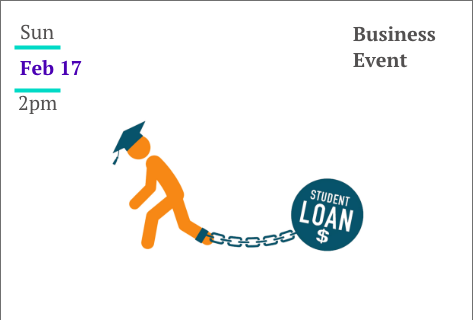 Sun
Feb 17
2pm
Business
Event
STUDENT
LOAN
$